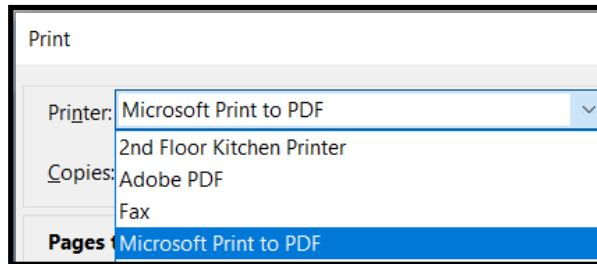 Print
Printer: Microsoft Print to PDF
2nd Floor Kitchen Printer
Copies: Adobe PDF
Fax
Pages t Microsoft Print to PDF